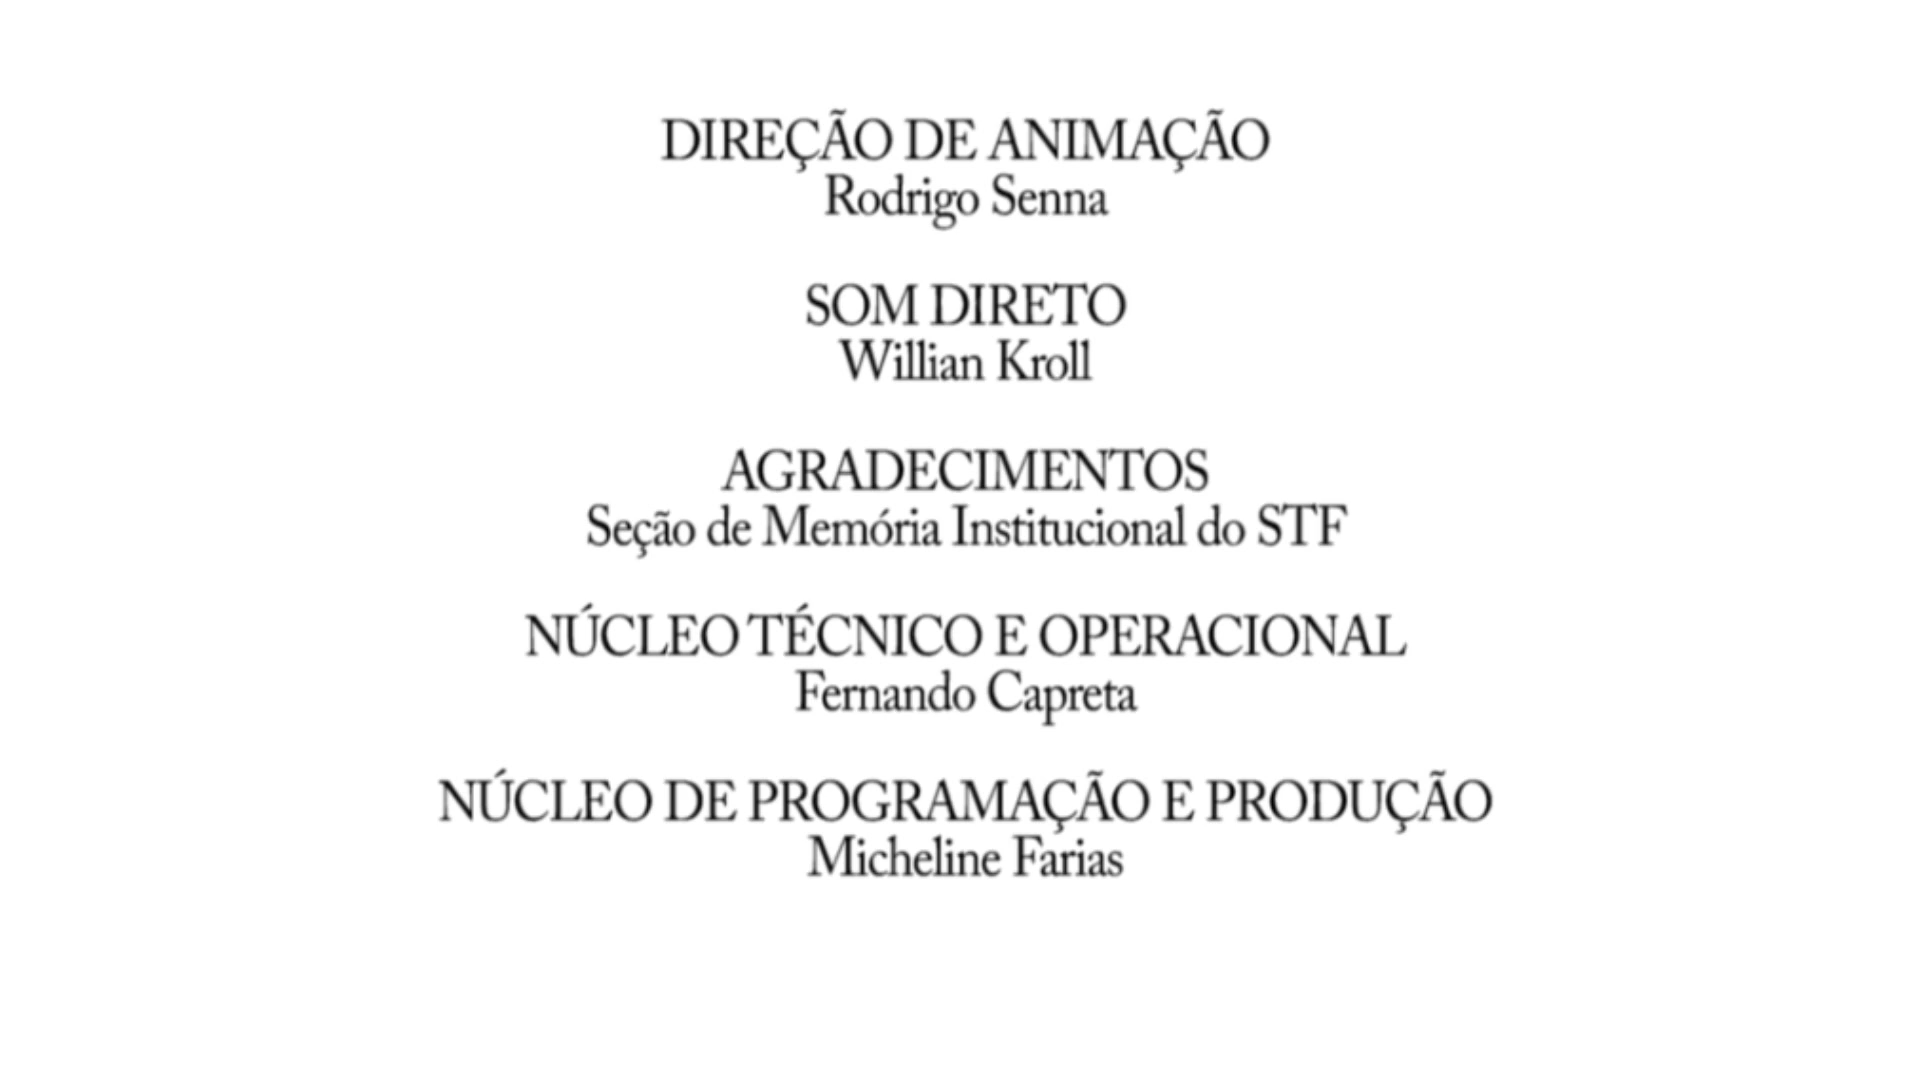 DIREÇÃO DE ANIMAÇÃO
Rodrigo Senna
SOM DIRETO
Willian Kroll
AGRADECIMENTOS
Seção de Memória Institucional do STF
NÚCLEO TÉCNICO E OPERACIONAL
Fernando Capreta
NÚCLEO DE PROGRAMAÇÃO E PRODUÇÃO
Micheline Farias